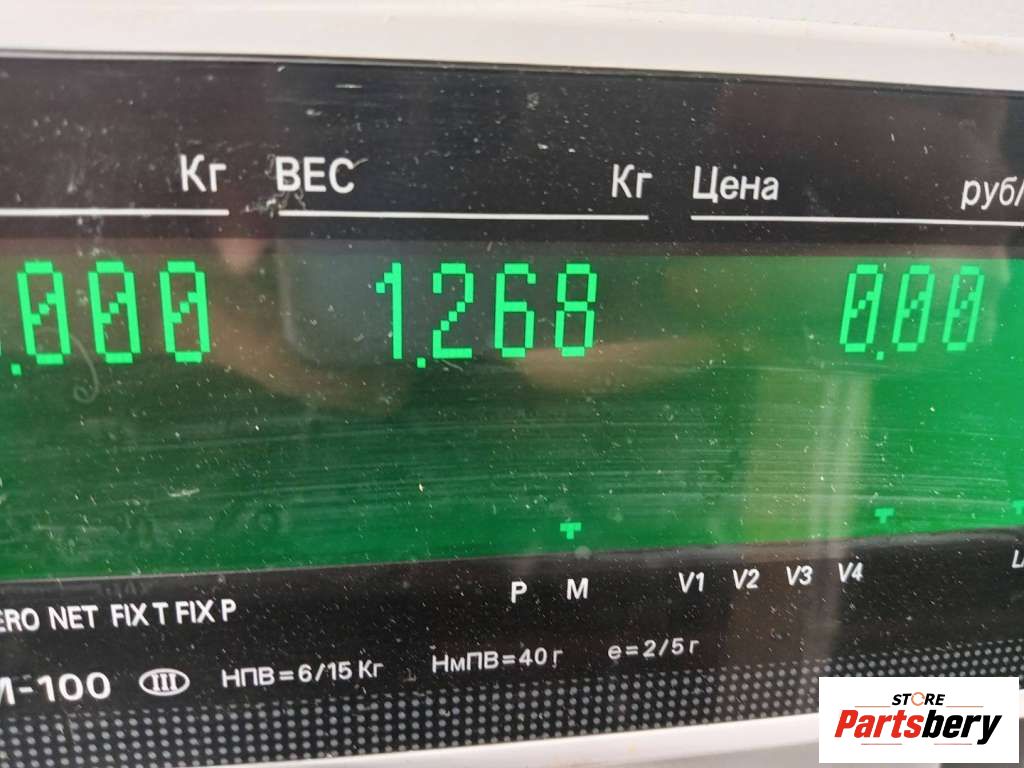 Кг ВЕС Кг Цена руб/
.000 1.268 0.00
P M V1 V2 V3 V4
ERO NET FIX T FIX P
M-100 III НПВ=6/15 Кг НмПВ=40 г e=2/5 г
STORE
Partsbery